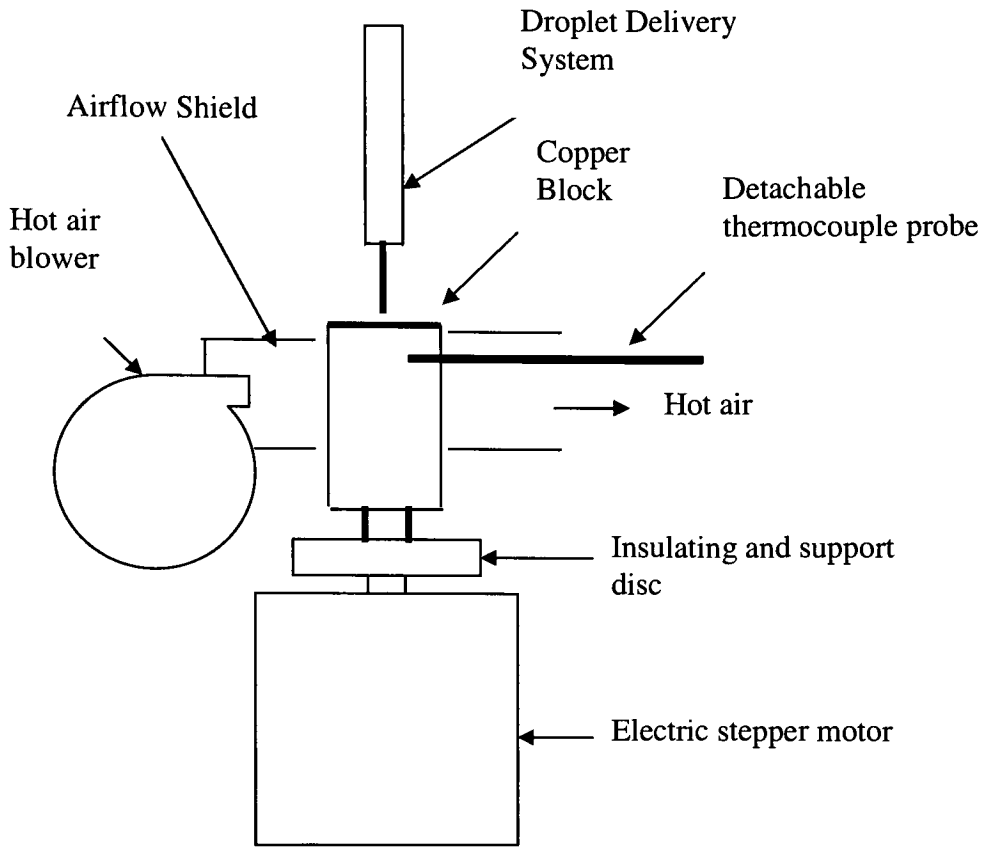 Droplet Delivery
System
Airflow Shield
Copper
Block
Detachable
thermocouple probe
Hot air
blower
Hot air
Insulating and support
disc
Electric stepper motor